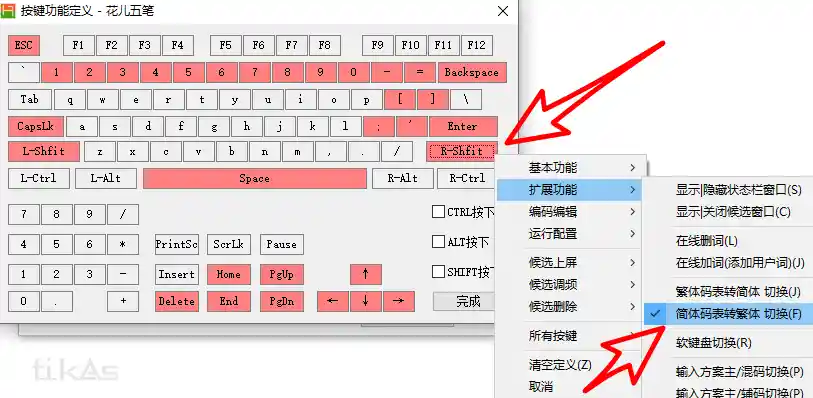 按键功能定义 - 花儿五笔
ESC F1 F2 F3 F4 F5 F6 F7 F8 F9 F10 F11 F12
` 1 2 3 4 5 6 7 8 9 0 - = Backspace
Tab q w e r t y u i o p [ ] \
CapsLk a s d f g h j k l ; ' Enter
L-Shfit z x c v b n m , . / R-Shfit
L-Ctrl L-Alt Space R-Alt R-Ctrl
7 8 9 / CTRL按下
4 5 6 * PrintSc ScrLk Pause ALT按下
1 2 3 - Insert Home PgUp ↑ SHIFT按下
0 . + Delete End PgDn ← ↓ → 完成
基本功能
扩展功能
编码编辑
运行配置
候选上屏
候选调频
候选删除
所有按键
清空定义(Z)
取消
显示|隐藏状态栏窗口(S)
显示|关闭候选窗口(C)
在线删词(L)
在线加词(添加用户词)(J)
繁体码表转简体 切换(J)
简体码表转繁体 切换(F)
软键盘切换(R)
输入方案主/混码切换(P)
输入方案主/辅码切换(P)
tikAs